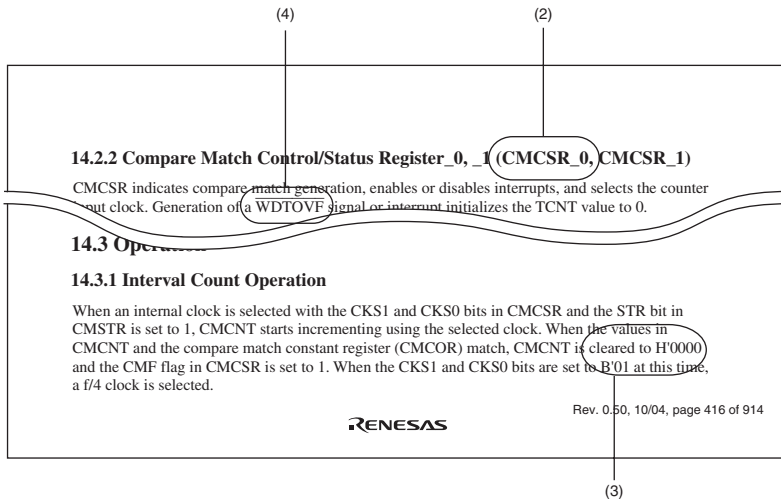 (4) (2)
14.2.2 Compare Match Control/Status Register_0, _1 (CMCSR_0, CMCSR_1)
CMCSR indicates compare match generation, enables or disables interrupts, and selects the counter
input clock. Generation of a WDTOVF signal or interrupt initializes the TCNT value to 0.
14.3 Operation
14.3.1 Interval Count Operation
When an internal clock is selected with the CKS1 and CKS0 bits in CMCSR and the STR bit in
CMSTR is set to 1, CMCNT starts incrementing using the selected clock. When the values in
CMCNT and the compare match constant register (CMCOR) match, CMCNT is cleared to H'0000
and the CMF flag in CMCSR is set to 1. When the CKS1 and CKS0 bits are set to B'01 at this time,
a f/4 clock is selected.
Rev. 0.50, 10/04, page 416 of 914
RENESAS
(3)